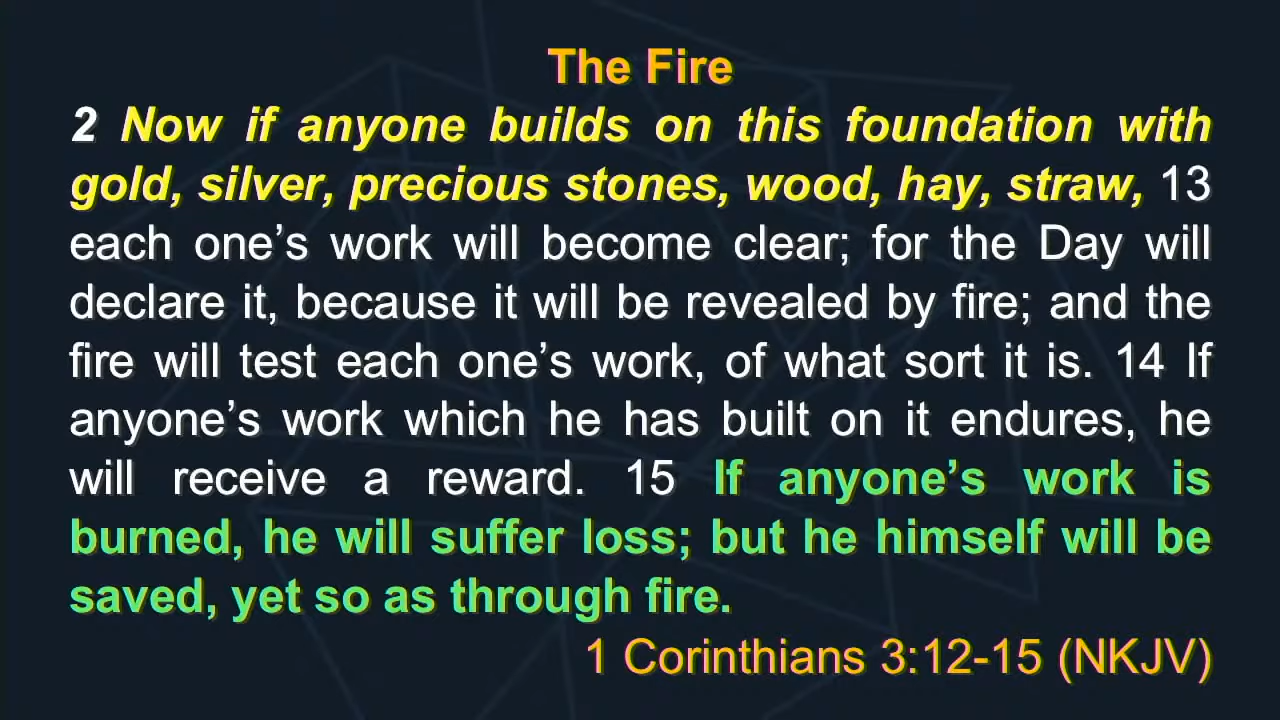 The Fire
2 Now if anyone builds on this foundation with
gold, silver, precious stones, wood, hay, straw, 13
each one’s work will become clear; for the Day will
declare it, because it will be revealed by fire; and the
fire will test each one’s work, of what sort it is. 14 If
anyone’s work which he has built on it endures, he
will receive a reward. 15 If anyone’s work is
burned, he will suffer loss; but he himself will be
saved, yet so as through fire.
1 Corinthians 3:12-15 (NKJV)